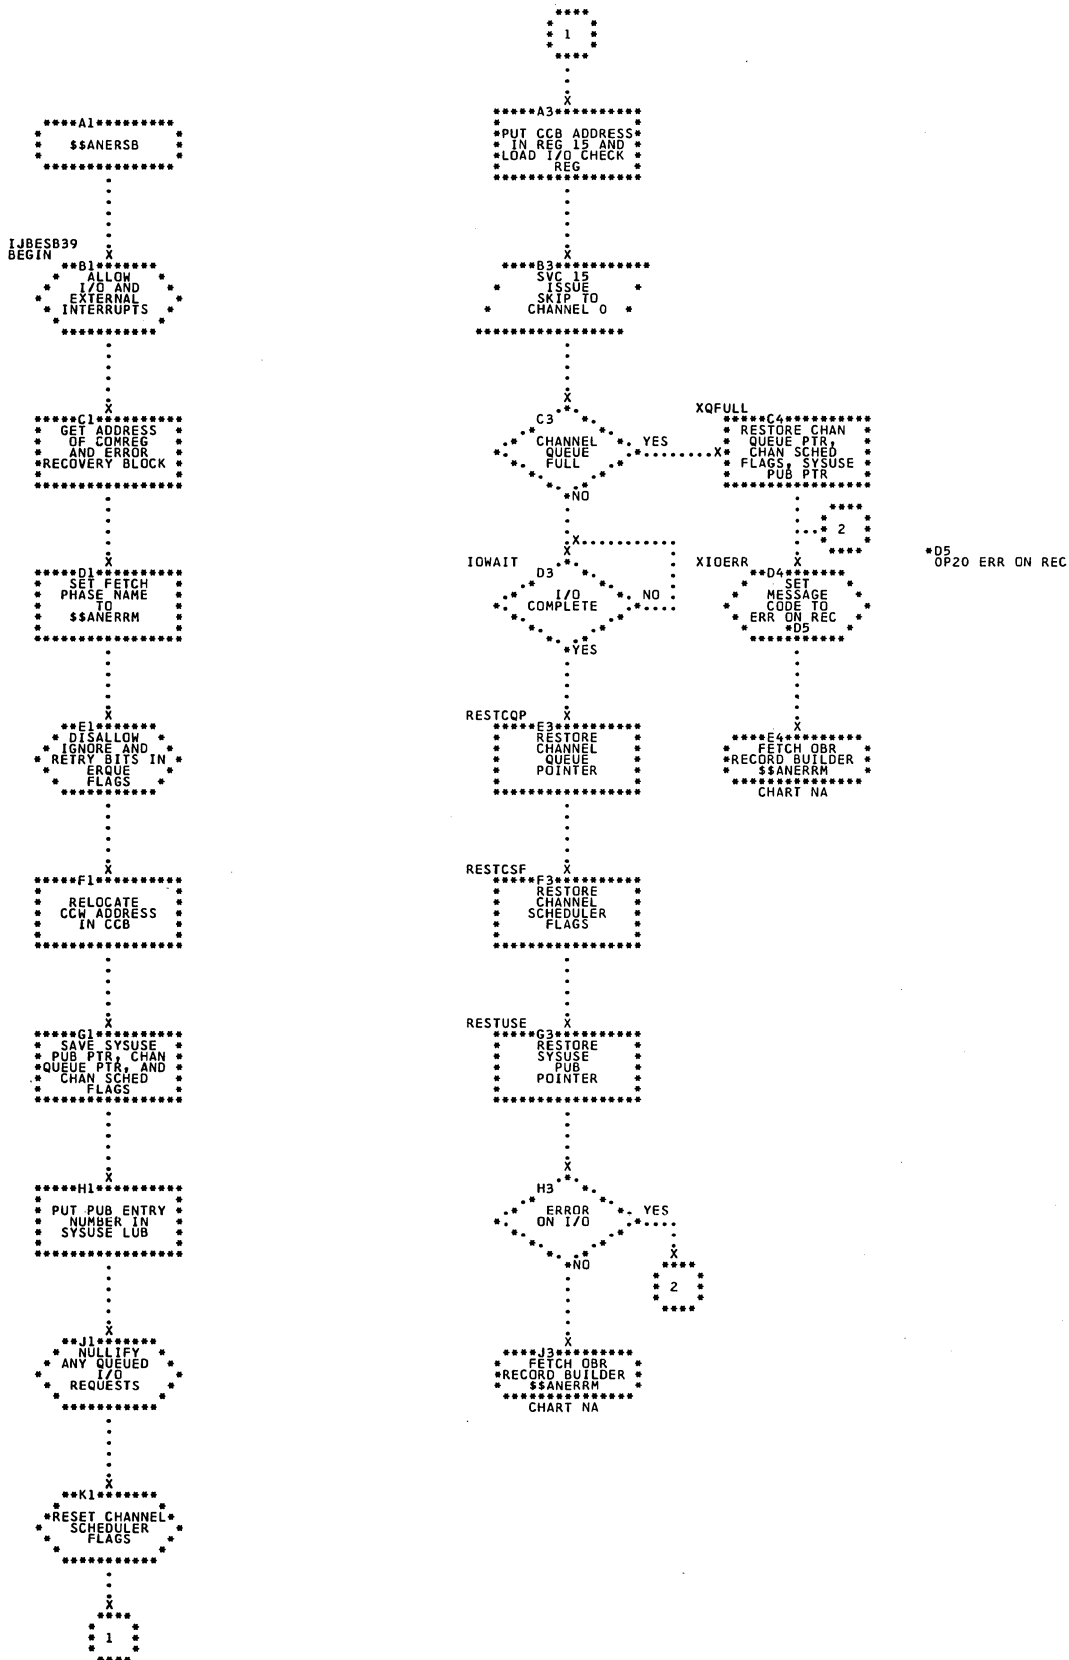 A1
$$ANERSB
IJBESB39
BEGIN
B1
ALLOW
I/O AND
EXTERNAL
INTERRUPTS
C1
GET ADDRESS
OF COMREG
AND ERROR
RECOVERY BLOCK
D1
SET FETCH
PHASE NAME
TO
$$ANERRM
E1
DISALLOW
IGNORE AND
RETRY BITS IN
ERQUE
FLAGS
F1
RELOCATE
CCW ADDRESS
IN CCB
G1
SAVE SYSUSE
PUB PTR, CHAN
QUEUE PTR, AND
CHAN SCHED
FLAGS
H1
PUT PUB ENTRY
NUMBER IN
SYSUSE LUB
J1
NULLIFY
ANY QUEUED
I/O
REQUESTS
K1
RESET CHANNEL
SCHEDULER
FLAGS
1
1
A3
PUT CCB ADDRESS
IN REG 15 AND
LOAD I/O CHECK
REG
B3
SVC 15
ISSUE
SKIP TO
CHANNEL 0
C3
CHANNEL
QUEUE
FULL
YES
NO
IOWAIT
D3
I/O
COMPLETE
NO
YES
RESTCQP
E3
RESTORE
CHANNEL
QUEUE
POINTER
RESTCSF
F3
RESTORE
CHANNEL
SCHEDULER
FLAGS
RESTUSE
G3
RESTORE
SYSUSE
PUB
POINTER
H3
ERROR
ON I/O
YES
NO
2
J3
FETCH OBR
RECORD BUILDER
$$ANERRM
CHART NA
XQFULL
C4
RESTORE CHAN
QUEUE PTR,
CHAN SCHED
FLAGS, SYSUSE
PUB PTR
2
XIOERR
D4
SET
MESSAGE
CODE TO
ERR ON REC
*D5
E4
FETCH OBR
RECORD BUILDER
$$ANERRM
CHART NA
*D5
OP20 ERR ON REC